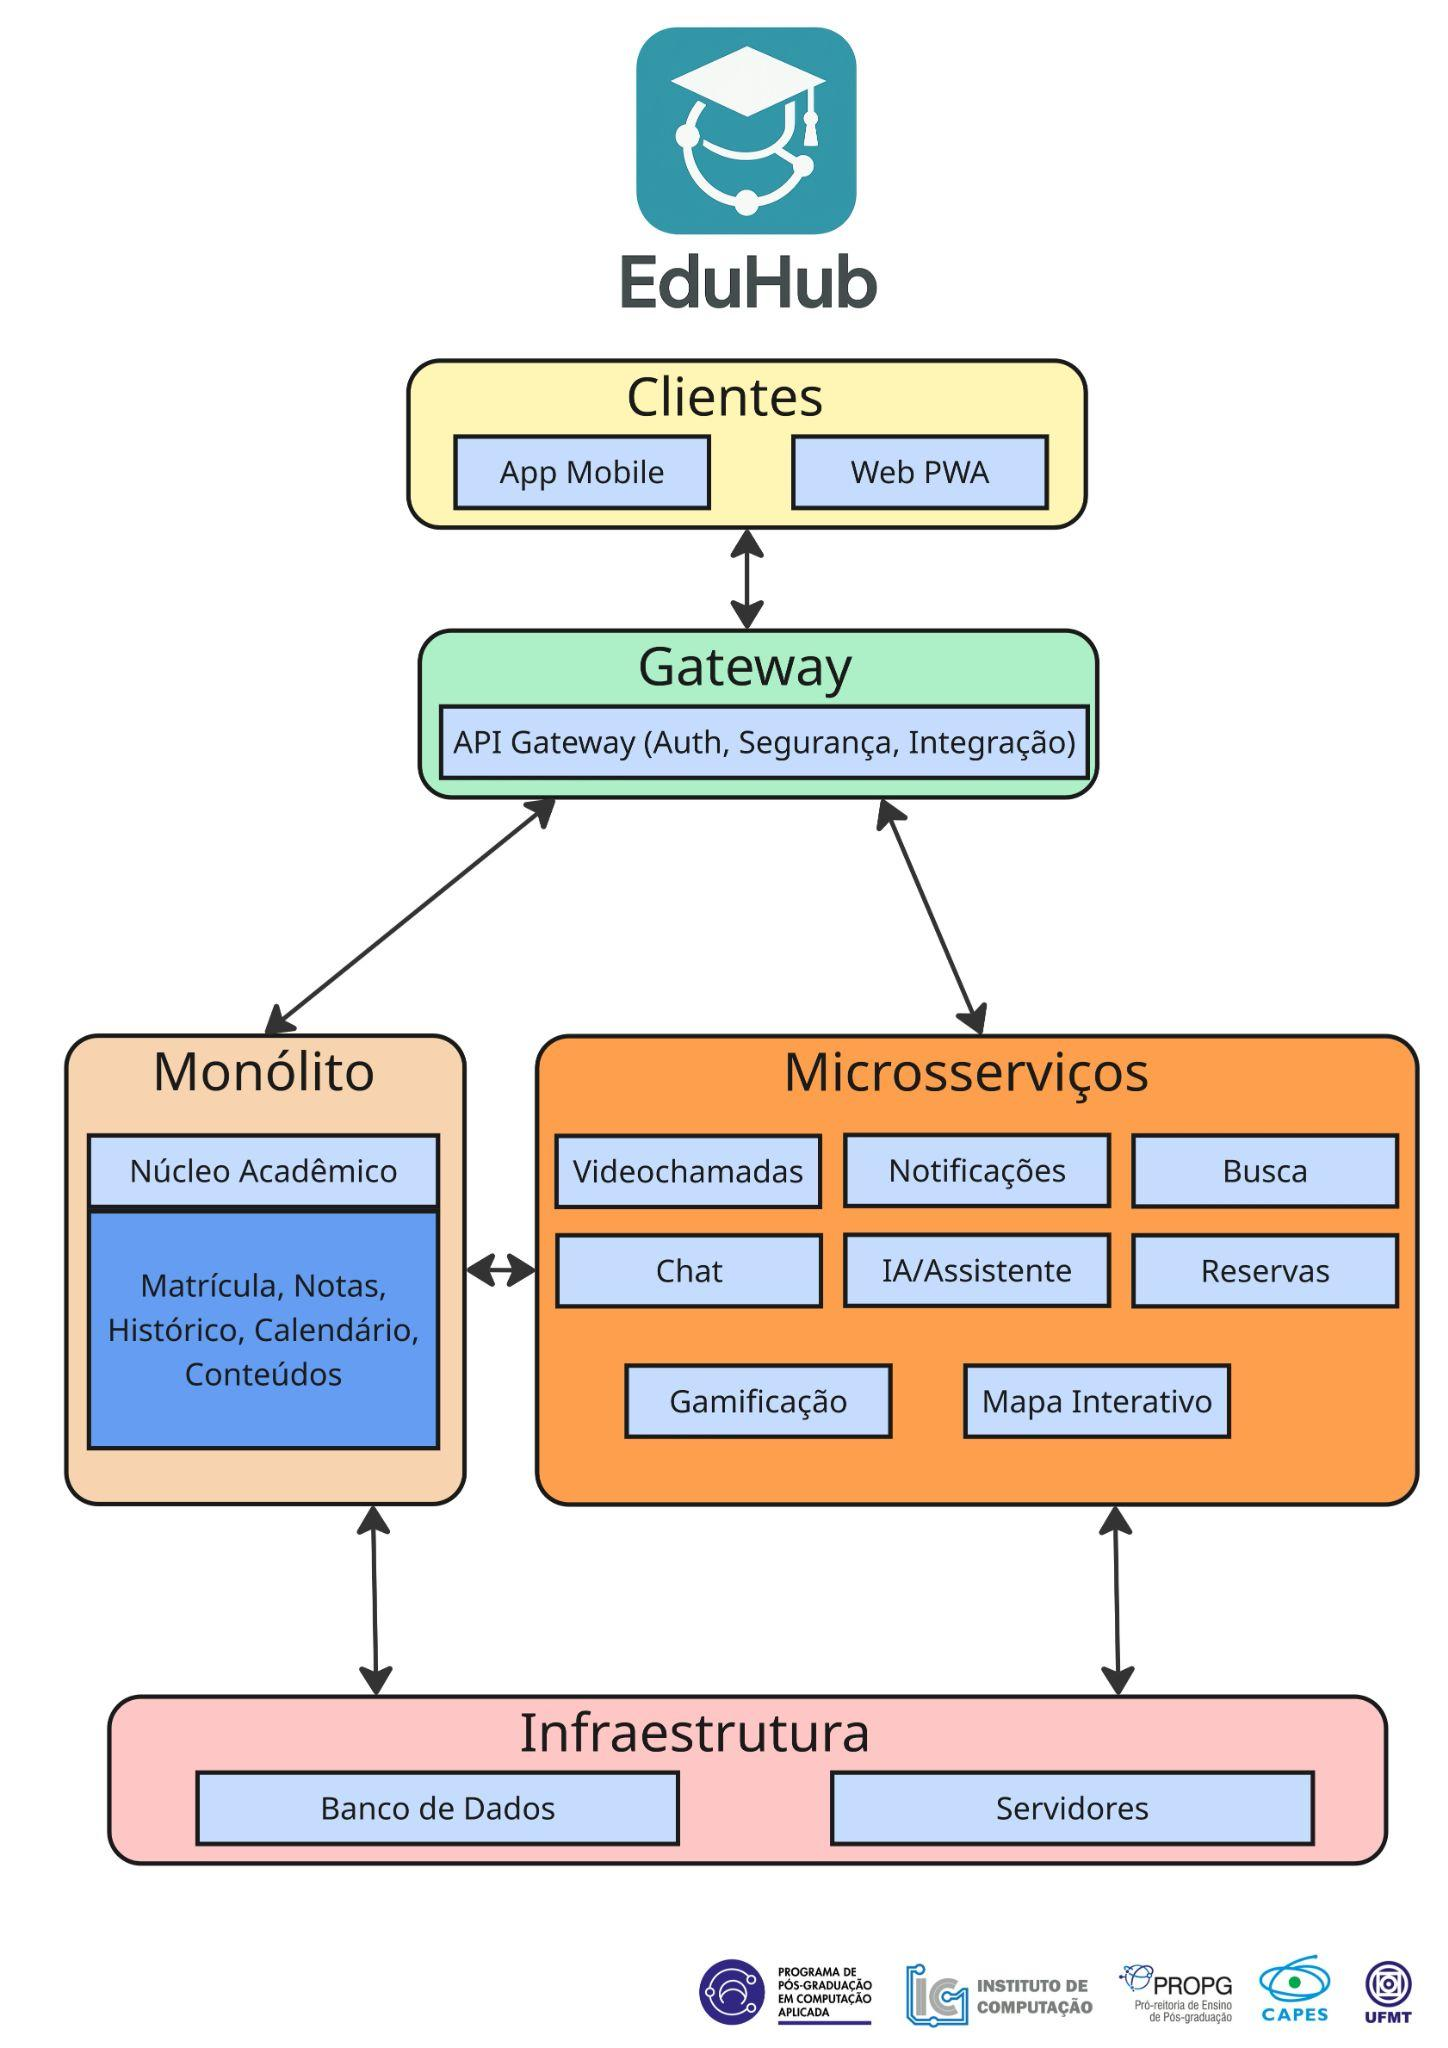 EduHub
Clientes
App Mobile
Web PWA
Gateway
API Gateway (Auth, Segurança, Integração)
Monólito
Núcleo Acadêmico
Matrícula, Notas,
Histórico, Calendário,
Conteúdos
Microsserviços
Videochamadas
Notificações
Busca
Chat
IA/Assistente
Reservas
Gamificação
Mapa Interativo
Infraestrutura
Banco de Dados
Servidores
PROGRAMA DE
PÓS-GRADUAÇÃO
EM COMPUTAÇÃO
APLICADA
IC
INSTITUTO DE
COMPUTAÇÃO
PROPG
Pró-reitoria de Ensino
de Pós-graduação
CAPES
UFMT